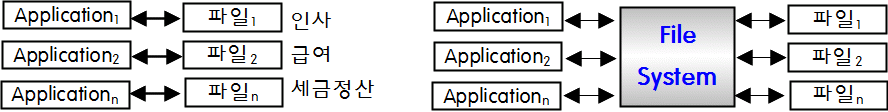 Application1 파일1 인사
Application2 파일2 급여
Applicationn 파일n 세금정산
Application1 File 파일1
Application2 System 파일2
Applicationn 파일n